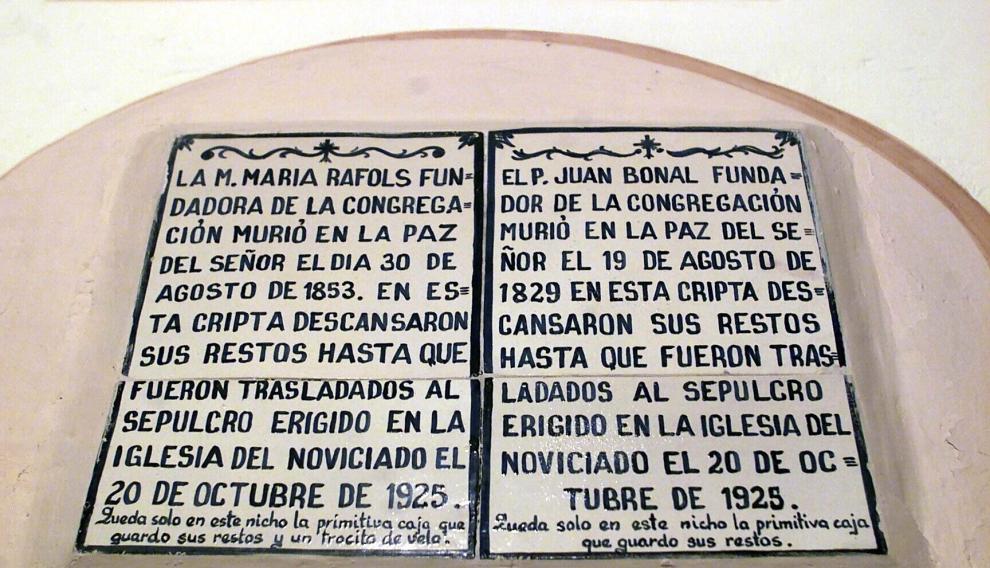 LA M. MARIA RAFOLS FUN=
DADORA DE LA CONGREGA=
CIÓN MURIÓ EN LA PAZ
DEL SEÑOR EL DIA 30 DE
AGOSTO DE 1853. EN ES=
TA CRIPTA DESCANSARON
SUS RESTOS HASTA QUE
FUERON TRASLADADOS AL
SEPULCRO ERIGIDO EN LA
IGLESIA DEL NOVICIADO EL
20 DE OCTUBRE DE 1925.
Queda solo en este nicho la primitiva caja que
guardo sus restos y un trocito de velo.
EL P. JUAN BONAL FUNDA=
DOR DE LA CONGREGACIÓN
MURIÓ EN LA PAZ DEL SE=
ÑOR EL 19 DE AGOSTO DE
1829 EN ESTA CRIPTA DES=
CANSARON SUS RESTOS
HASTA QUE FUERON TRAS=
LADADOS AL SEPULCRO
ERIGIDO EN LA IGLESIA DEL
NOVICIADO EL 20 DE OC=
TUBRE DE 1925.
Queda solo en este nicho la primitiva caja
que guardo sus restos.